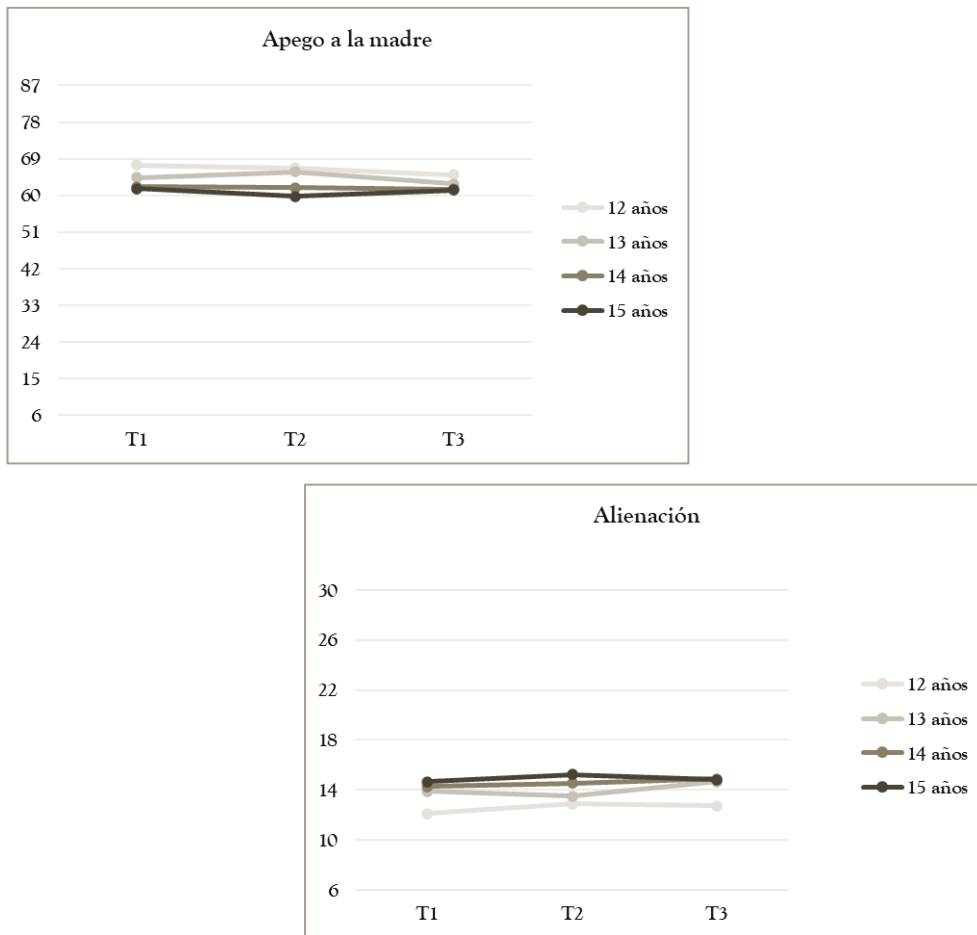 Apego a la madre
87
78
69
60
51
42
33
24
15
6
T1 T2 T3
12 años
13 años
14 años
15 años
Alienación
30
26
22
18
14
10
6
T1 T2 T3
12 años
13 años
14 años
15 años